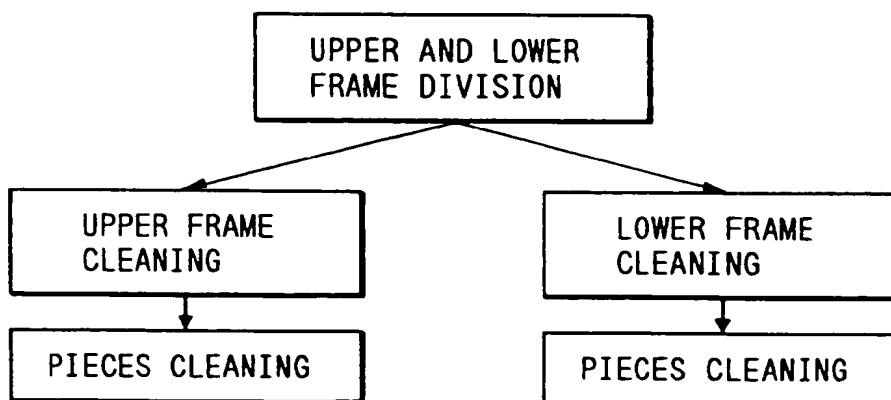 UPPER AND LOWER
FRAME DIVISION
UPPER FRAME
CLEANING
LOWER FRAME
CLEANING
PIECES CLEANING
PIECES CLEANING